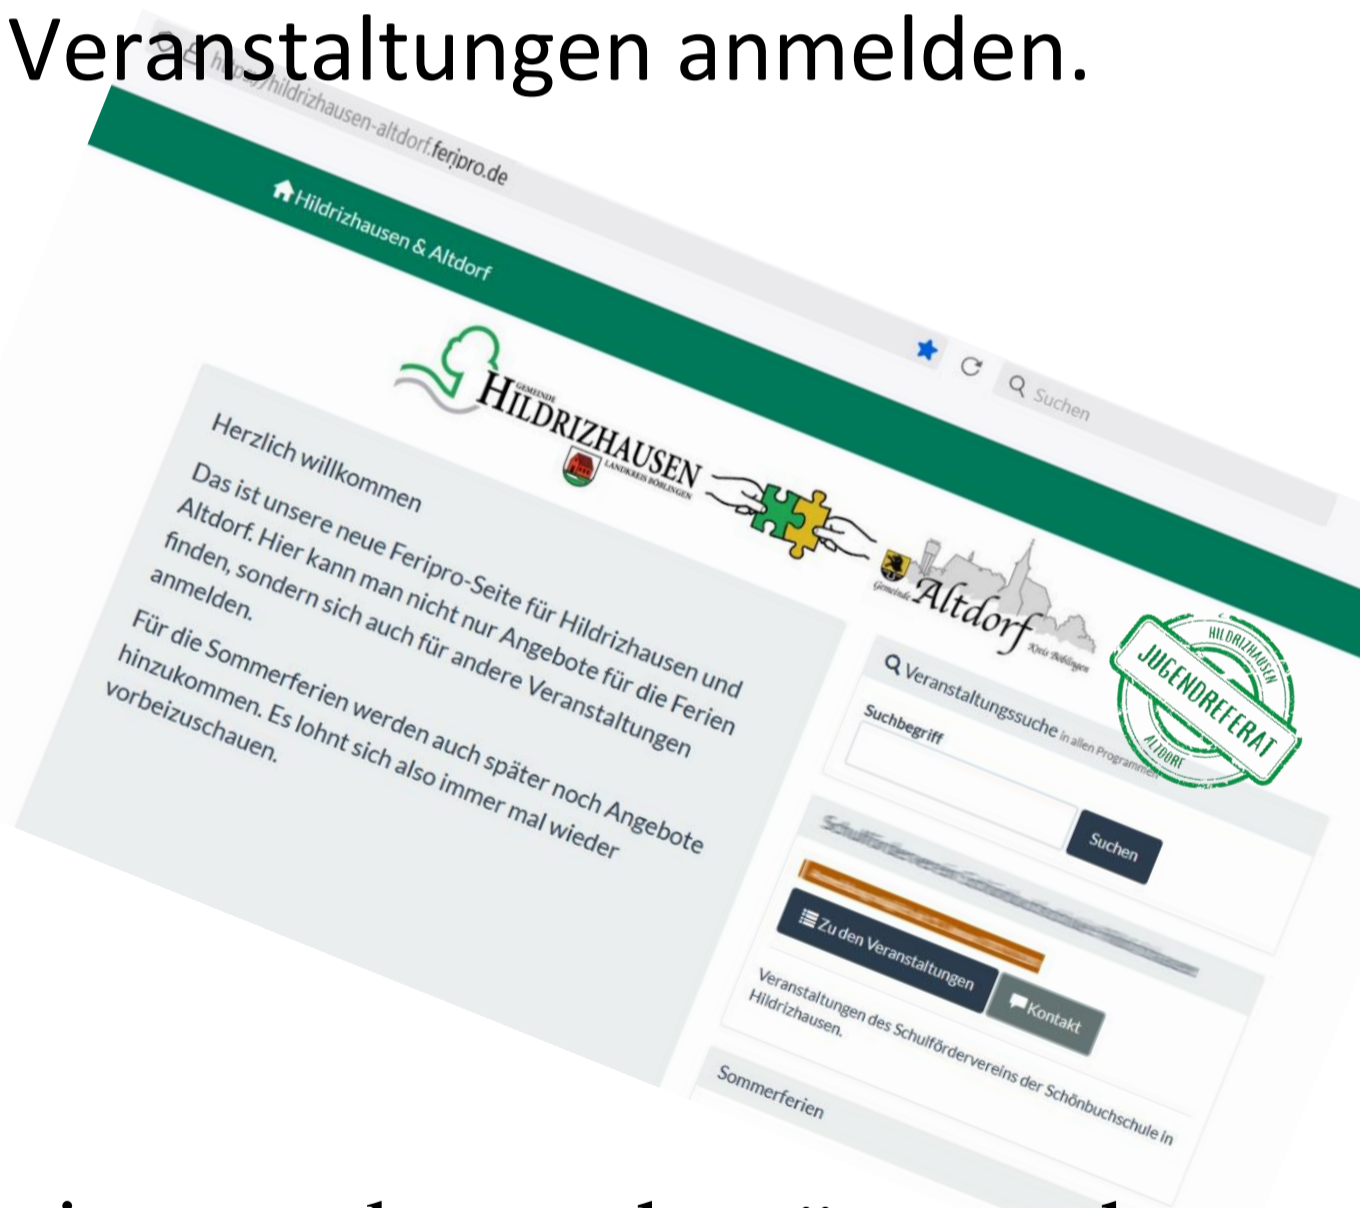 Veranstaltungen anmelden.
https://hildrizhausen-altdorf.feripro.de
Suchen
Hildrizhausen & Altdorf
GEMEINDE
HILDRIZHAUSEN
LANDKREIS BÖBLINGEN
Gemeinde Altdorf
Kreis Böblingen
HILDRIZHAUSEN
JUGENDREFERAT
ALTDORF
Herzlich willkommen
Das ist unsere neue Feripro-Seite für Hildrizhausen und
Altdorf. Hier kann man nicht nur Angebote für die Ferien
finden, sondern sich auch für andere Veranstaltungen
anmelden.
Für die Sommerferien werden auch später noch Angebote
hinzukommen. Es lohnt sich also immer mal wieder
vorbeizuschauen.
Veranstaltungssuche in allen Programmen
Suchbegriff
Suchen
Zu den Veranstaltungen
Kontakt
Veranstaltungen des Schulfördervereins der Schönbuchschule in
Hildrizhausen.
Sommerferien